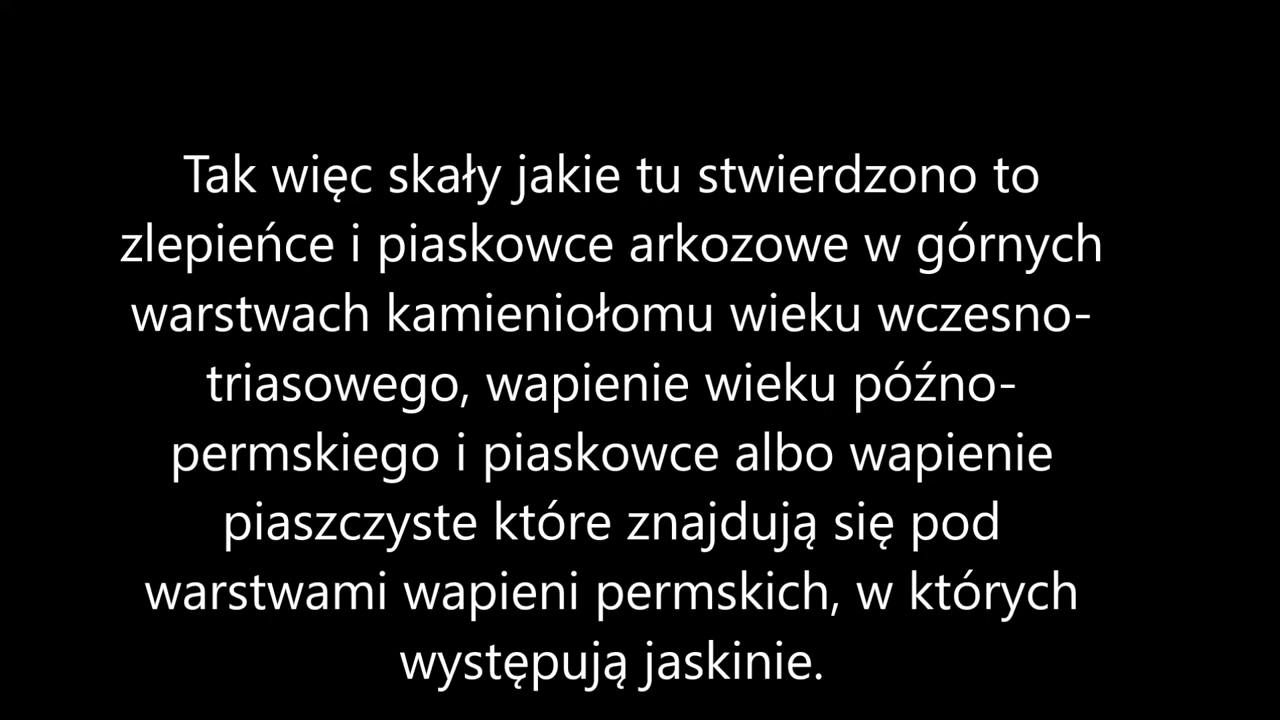 Tak więc skały jakie tu stwierdzono to
zlepieńce i piaskowce arkozowe w górnych
warstwach kamieniołomu wieku wczesno-
triasowego, wapienie wieku późno-
permskiego i piaskowce albo wapienie
piaszczyste które znajdują się pod
warstwami wapieni permskich, w których
występują jaskinie.